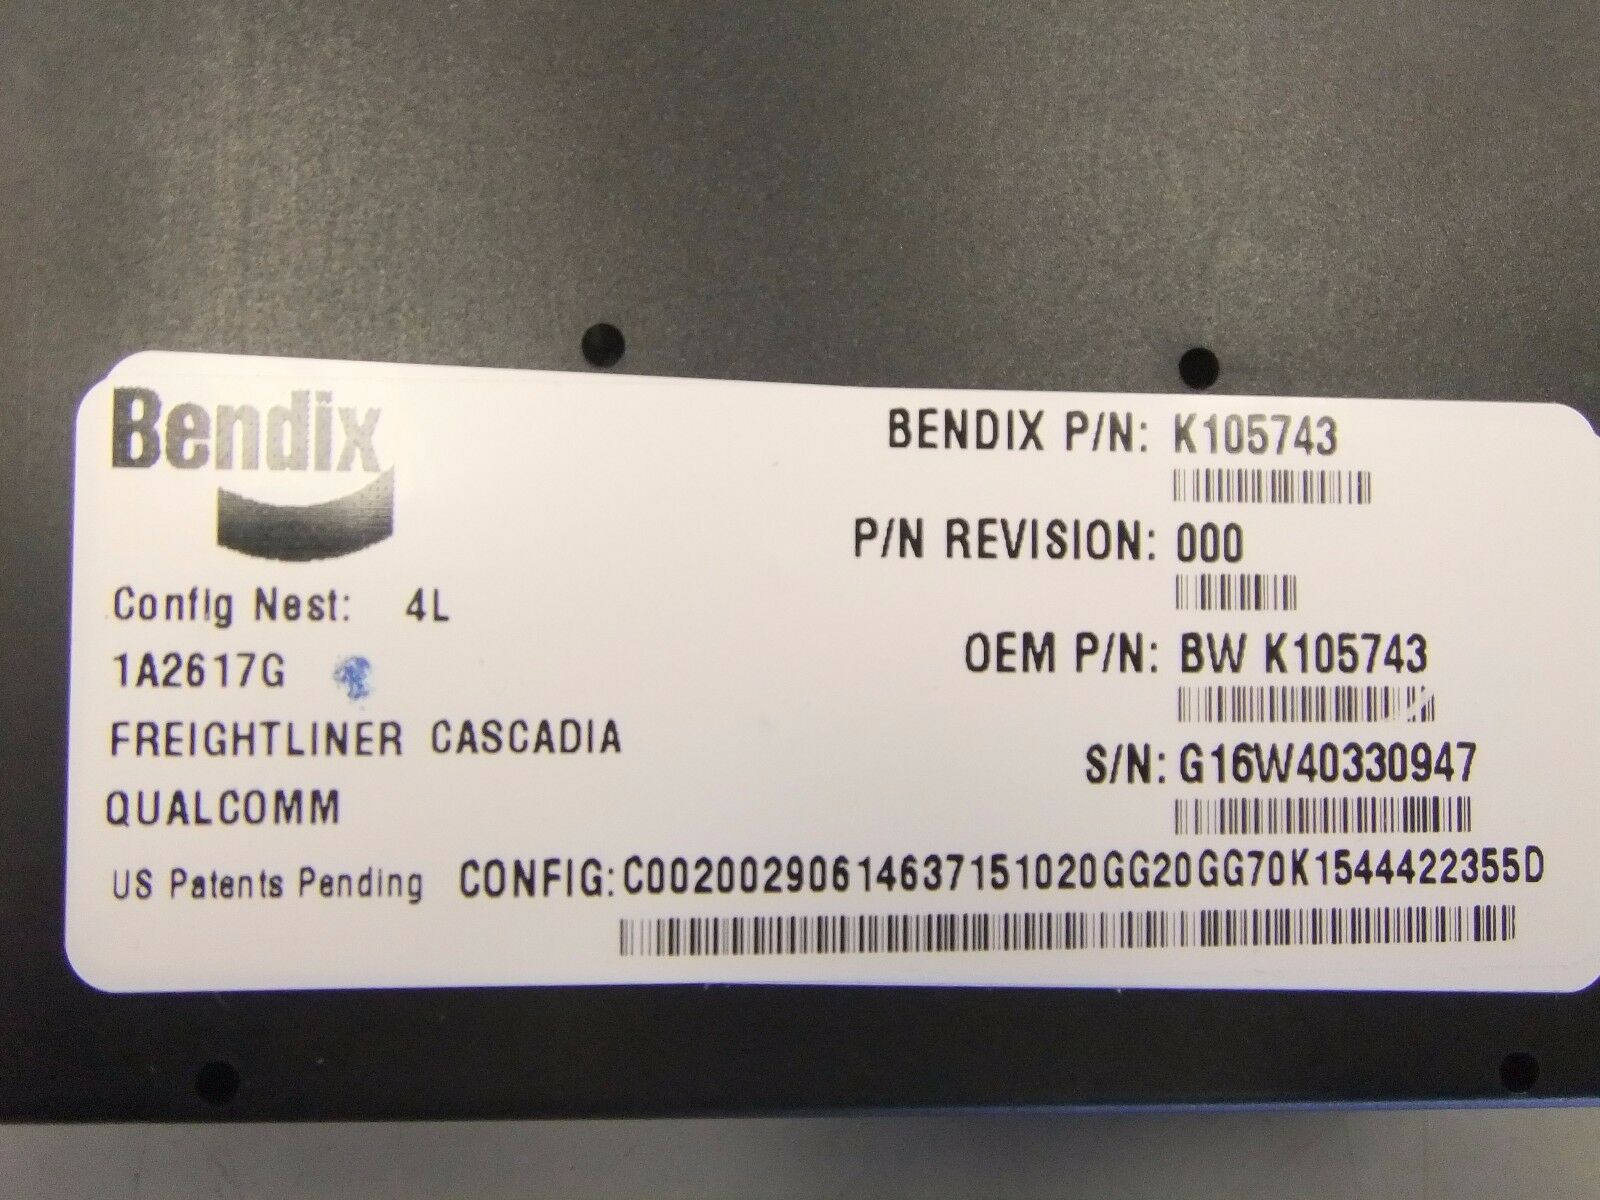 Bendix
Config Nest: 4L
1A2617G
FREIGHTLINER CASCADIA
QUALCOMM
US Patents Pending
BENDIX P/N: K105743
P/N REVISION: 000
OEM P/N: BW K105743
S/N: G16W40330947
CONFIG: C00200290614637151020GG20GG70K1544422355D